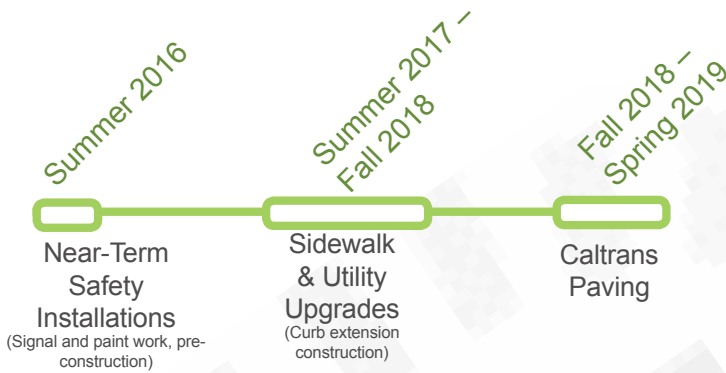 Summer 2016
Summer 2017 –
Fall 2018
Fall 2018 –
Spring 2019
Near-Term
Safety
Installations
(Signal and paint work, pre-
construction)
Sidewalk
& Utility
Upgrades
(Curb extension
construction)
Caltrans
Paving